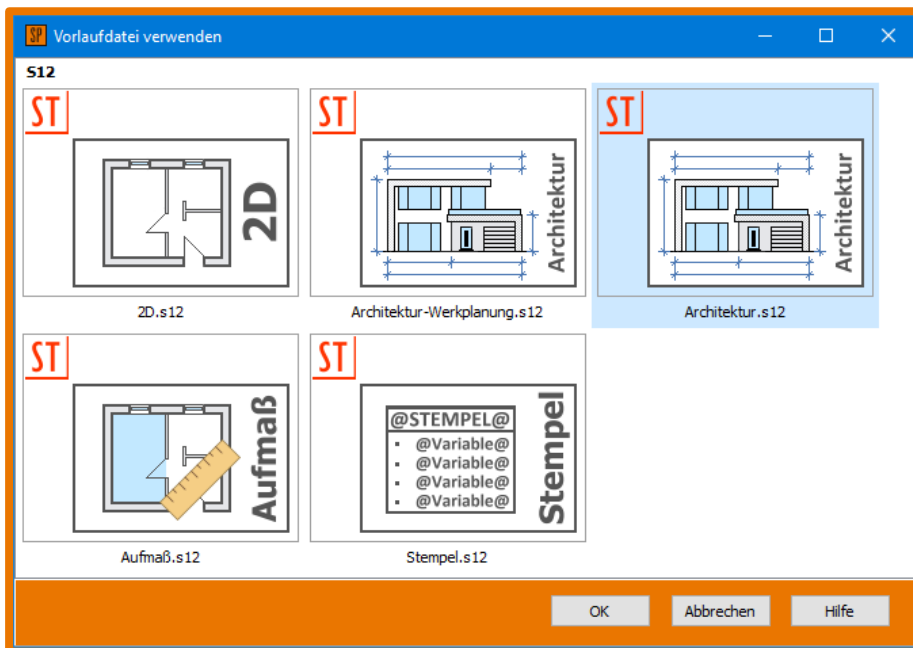 SP Vorlaufdatei verwenden
S12
ST
2D
2D.s12
ST
Architektur
Architektur-Werkplanung.s12
ST
Architektur
Architektur.s12
ST
Aufmaß
Aufmaß.s12
ST
@STEMPEL@
▪ @Variable@
▪ @Variable@
▪ @Variable@
▪ @Variable@
Stempel
Stempel.s12
OK Abbrechen Hilfe